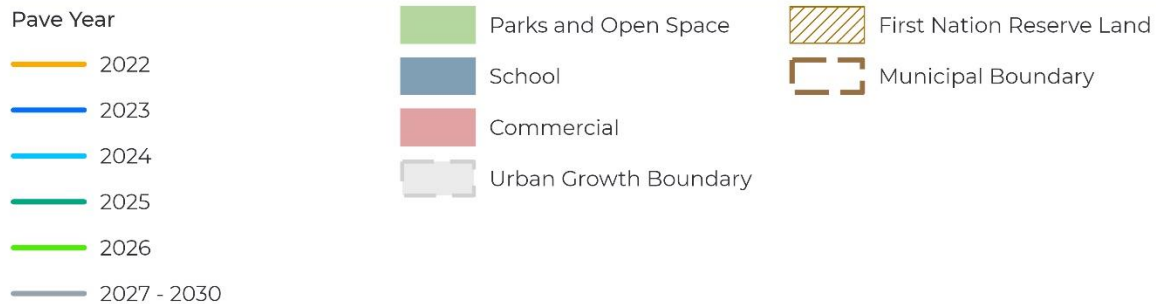 Pave Year
2022
2023
2024
2025
2026
2027 - 2030
Parks and Open Space
School
Commercial
Urban Growth Boundary
First Nation Reserve Land
Municipal Boundary